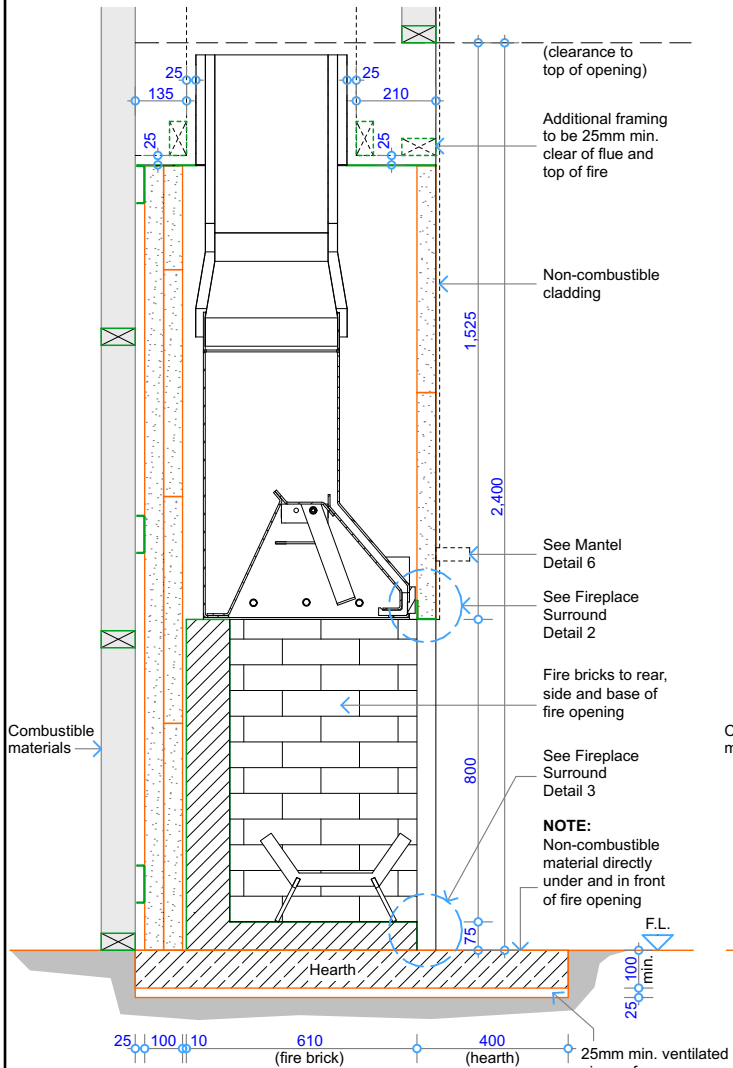 (clearance to
top of opening)
25
25
135
210
25
25
Additional framing
to be 25mm min.
clear of flue and
top of fire
Non-combustible
cladding
1,525
2,400
See Mantel
Detail 6
See Fireplace
Surround
Detail 2
Fire bricks to rear,
side and base of
fire opening
Combustible
materials
800
See Fireplace
Surround
Detail 3
NOTE:
Non-combustible
material directly
under and in front
of fire opening
75
F.L.
Hearth
100
min.
25
25
100
10
610
(fire brick)
400
(hearth)
25mm min. ventilated